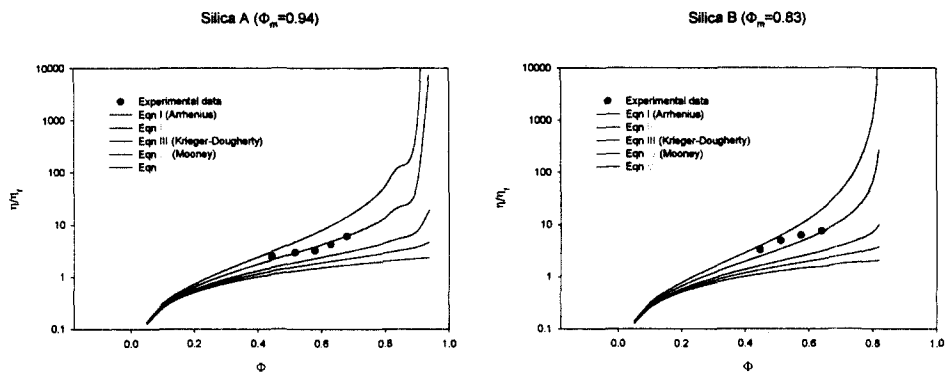 Silica A (Φm=0.94)
10000
1000
100
10
1
0.1
η/ηr
Experimental data
Eqn I (Arrhenius)
Eqn
Eqn III (Krieger-Dougherty)
Eqn (Mooney)
Eqn
0.0 0.2 0.4 0.6 0.8 1.0
Φ
Silica B (Φm=0.83)
10000
1000
100
10
1
0.1
η/ηr
Experimental data
Eqn I (Arrhenius)
Eqn
Eqn III (Krieger-Dougherty)
Eqn (Mooney)
Eqn
0.0 0.2 0.4 0.6 0.8 1.0
Φ